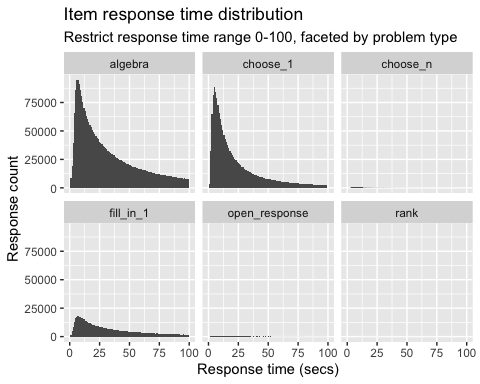 Item response time distribution
Restrict response time range 0-100, faceted by problem type
algebra choose_1 choose_n
75000
50000
25000
0
fill_in_1 open_response rank
75000
50000
25000
0
0 25 50 75 100 0 25 50 75 100 0 25 50 75 100
Response time (secs)
Response count